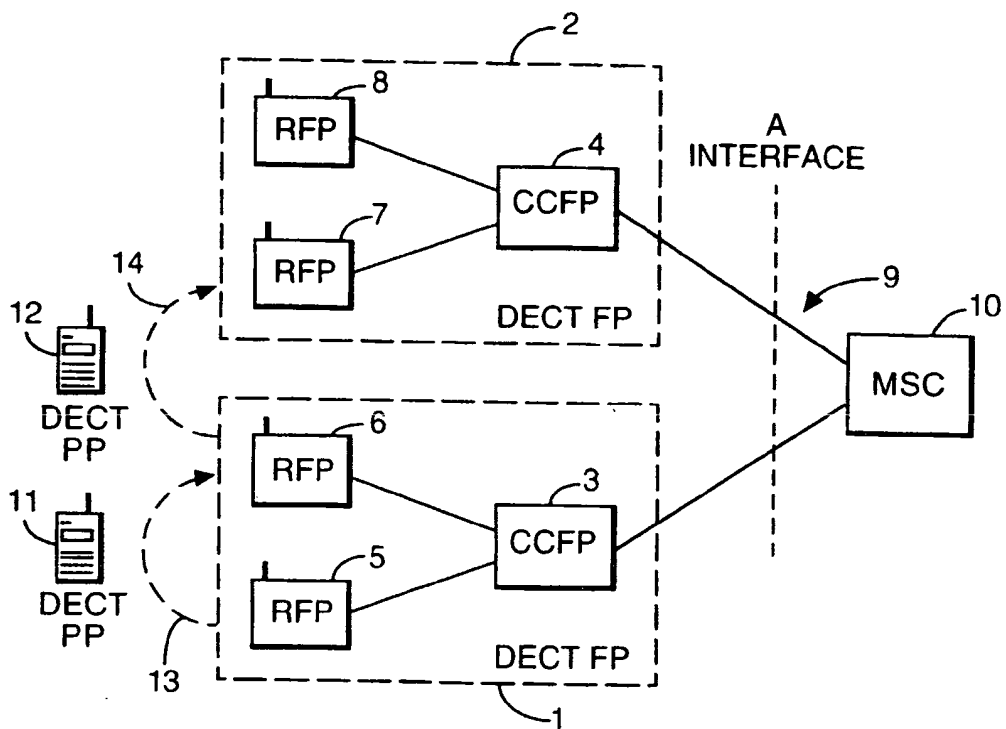 2
8
RFP
A
INTERFACE
4
CCFP
7
RFP
14
9
12
10
DECT FP
MSC
DECT
PP
6
RFP
3
11
CCFP
5
DECT
PP
RFP
13
DECT FP
1